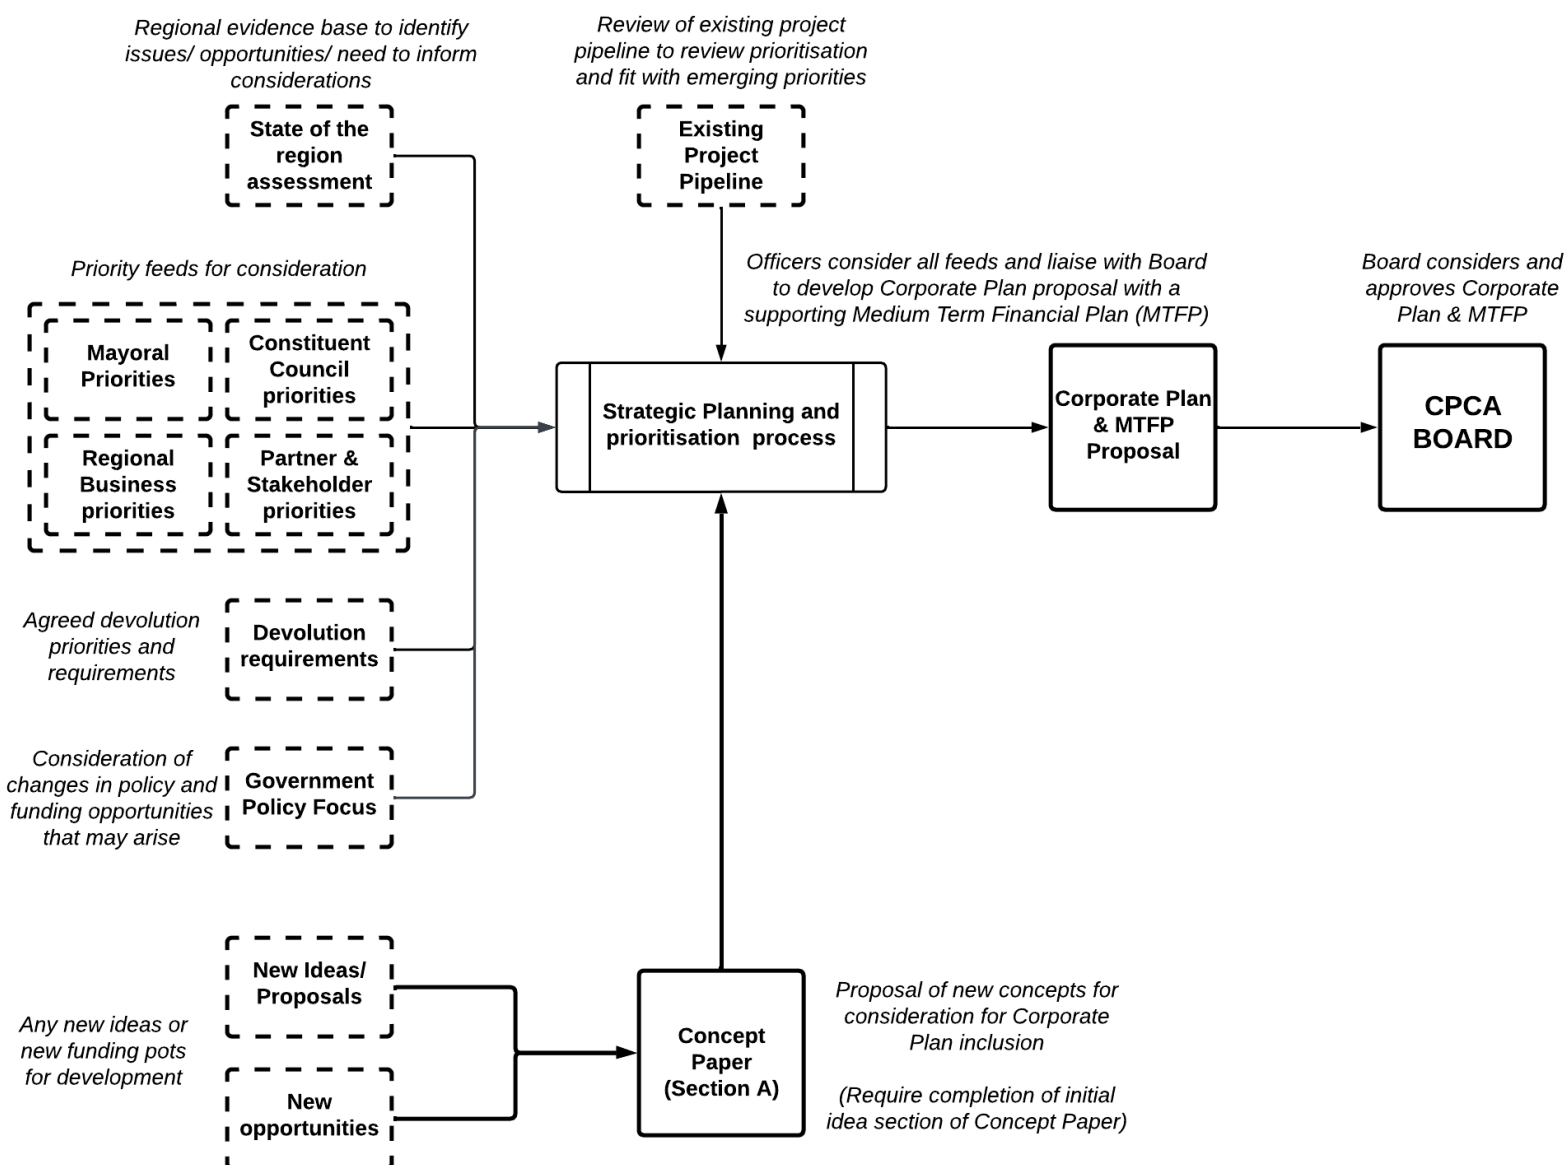 Regional evidence base to identify
issues/ opportunities/ need to inform
considerations
State of the
region
assessment
Review of existing project
pipeline to review prioritisation
and fit with emerging priorities
Existing
Project
Pipeline
Priority feeds for consideration
Mayoral
Priorities
Constituent
Council
priorities
Regional
Business
priorities
Partner &
Stakeholder
priorities
Strategic Planning and
prioritisation process
Officers consider all feeds and liaise with Board
to develop Corporate Plan proposal with a
supporting Medium Term Financial Plan (MTFP)
Corporate Plan
& MTFP
Proposal
Board considers and
approves Corporate
Plan & MTFP
CPCA
BOARD
Agreed devolution
priorities and
requirements
Devolution
requirements
Consideration of
changes in policy and
funding opportunities
that may arise
Government
Policy Focus
Any new ideas or
new funding pots
for development
New Ideas/
Proposals
New
opportunities
Concept
Paper
(Section A)
Proposal of new concepts for
consideration for Corporate
Plan inclusion
(Require completion of initial
idea section of Concept Paper)